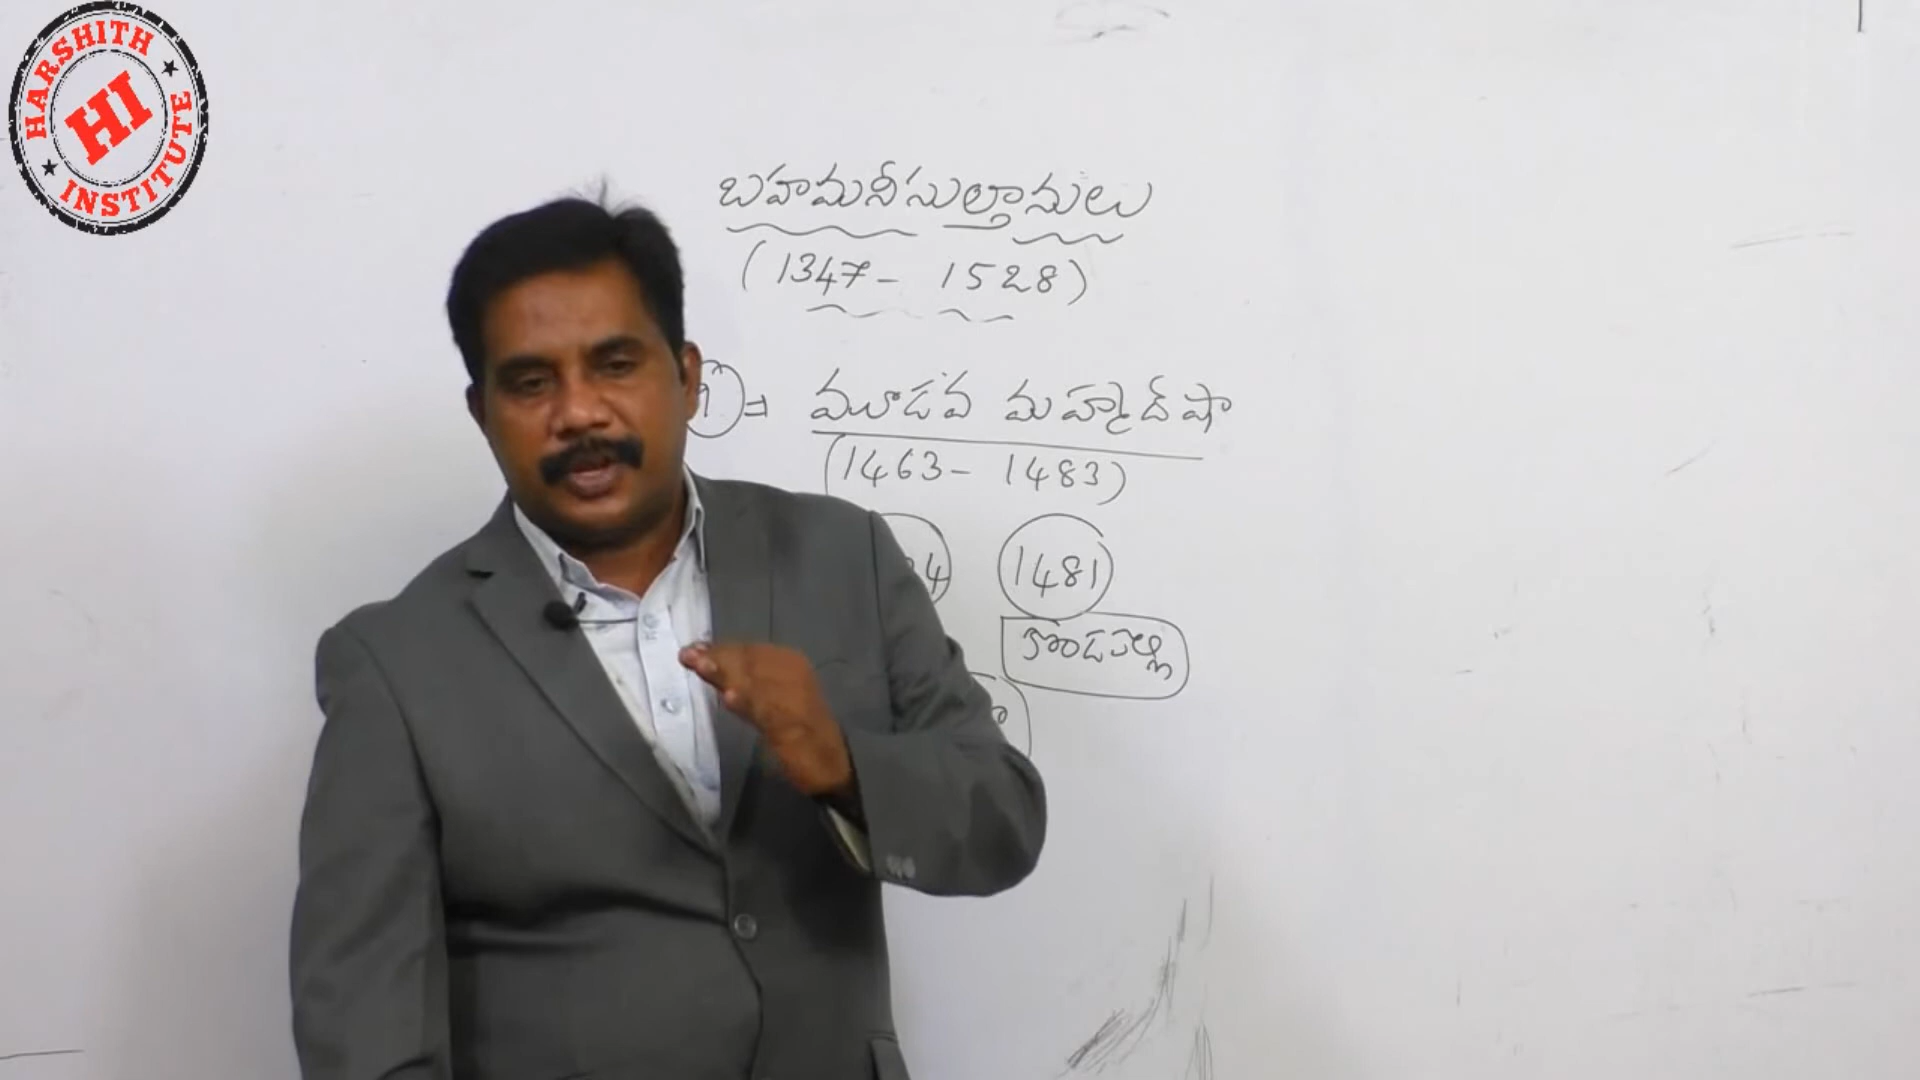 HARSHITH
HI
INSTITUTE
బహమనీసుల్తానులు
(1347- 1528)
మూడవ మహ్మద్ షా
(1463- 1483)
1481
కొండపల్లి